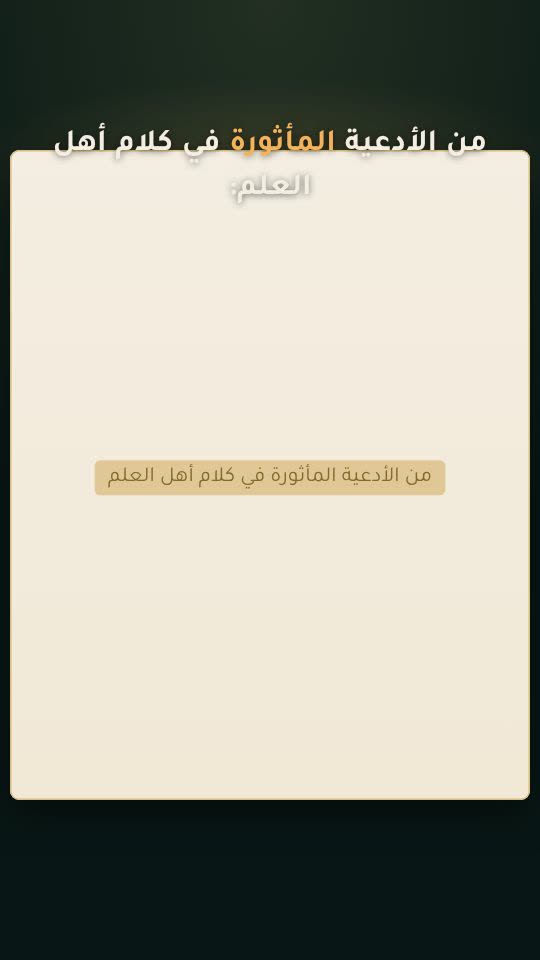 من الأدعية المأثورة في كلام أهل
العلم:
من الأدعية المأثورة في كلام أهل العلم